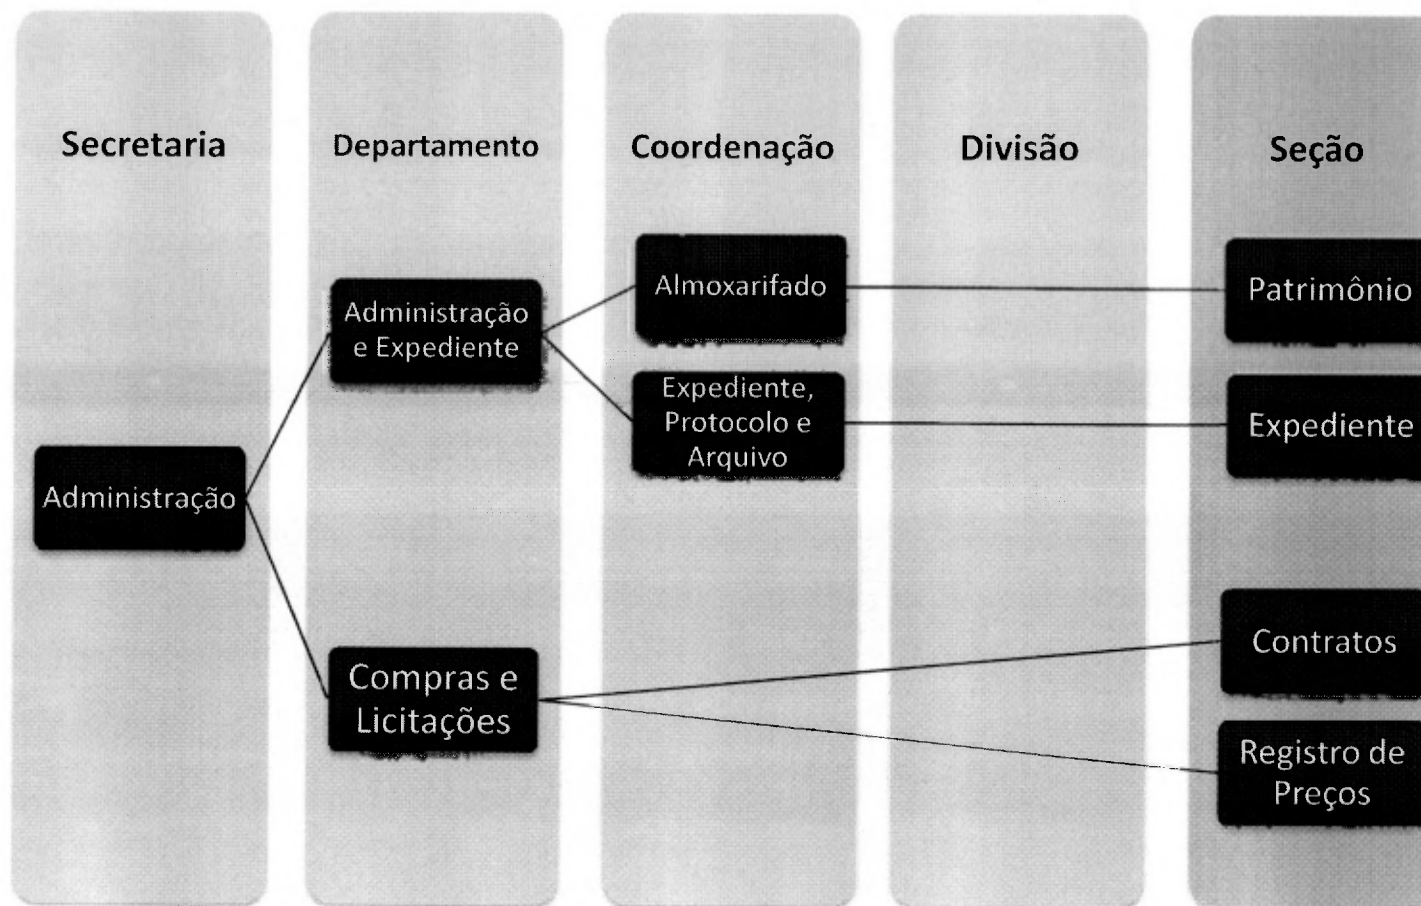 Secretaria
Departamento
Coordenação
Divisão
Seção
Administração
Administração
e Expediente
Compras e
Licitações
Almoxarifado
Expediente,
Protocolo e
Arquivo
Patrimônio
Expediente
Contratos
Registro de
Preços